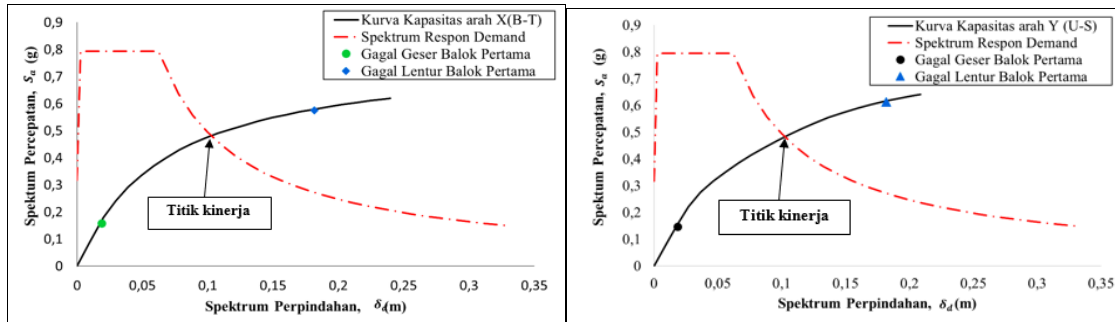 Spektrum Percepatan, Sₐ (g)
0,9
0,8
0,7
0,6
0,5
0,4
0,3
0,2
0,1
0
Kurva Kapasitas arah X(B-T)
Spektrum Respon Demand
Gagal Geser Balok Pertama
Gagal Lentur Balok Pertama
Titik kinerja
0 0,05 0,1 0,15 0,2 0,25 0,3 0,35
Spektrum Perpindahan, δ(m)
Spektrum Percepatan, Sₐ (g)
0,9
0,8
0,7
0,6
0,5
0,4
0,3
0,2
0,1
0
Kurva Kapasitas arah Y (U-S)
Spektrum Respon Demand
Gagal Geser Balok Pertama
Gagal Lentur Balok Pertama
Titik kinerja
0 0,05 0,1 0,15 0,2 0,25 0,3 0,35
Spektrum Perpindahan, δd (m)